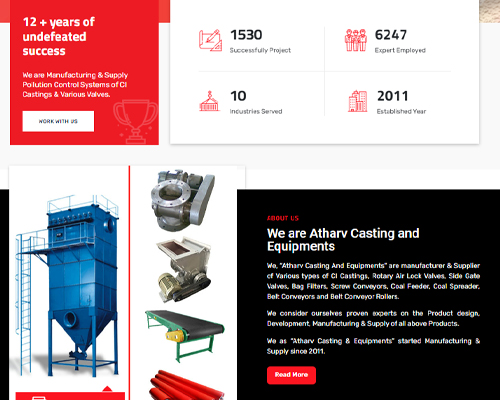 12 + years of
undefeated
success
We are Manufacturing & Supply
Pollution Control Systems of CI
Castings & Various Valves.
WORK WITH US
1530
Successfully Project
6247
Expert Employed
10
Industries Served
2011
Established Year
ABOUT US
We are Atharv Casting and
Equipments
We, "Atharv Casting And Equipments" are manufacturer & Supplier
of Various types of CI Castings, Rotary Air Lock Valves, Side Gate
Valves, Bag Filters, Screw Conveyors, Coal Feeder, Coal Spreader,
Belt Conveyors and Belt Conveyor Rollers.
We consider ourselves proven experts on the Product design,
Development, Manufacturing & Supply of all above Products.
We as "Atharv Casting & Equipments" started Manufacturing &
Supply since 2011.
Read More